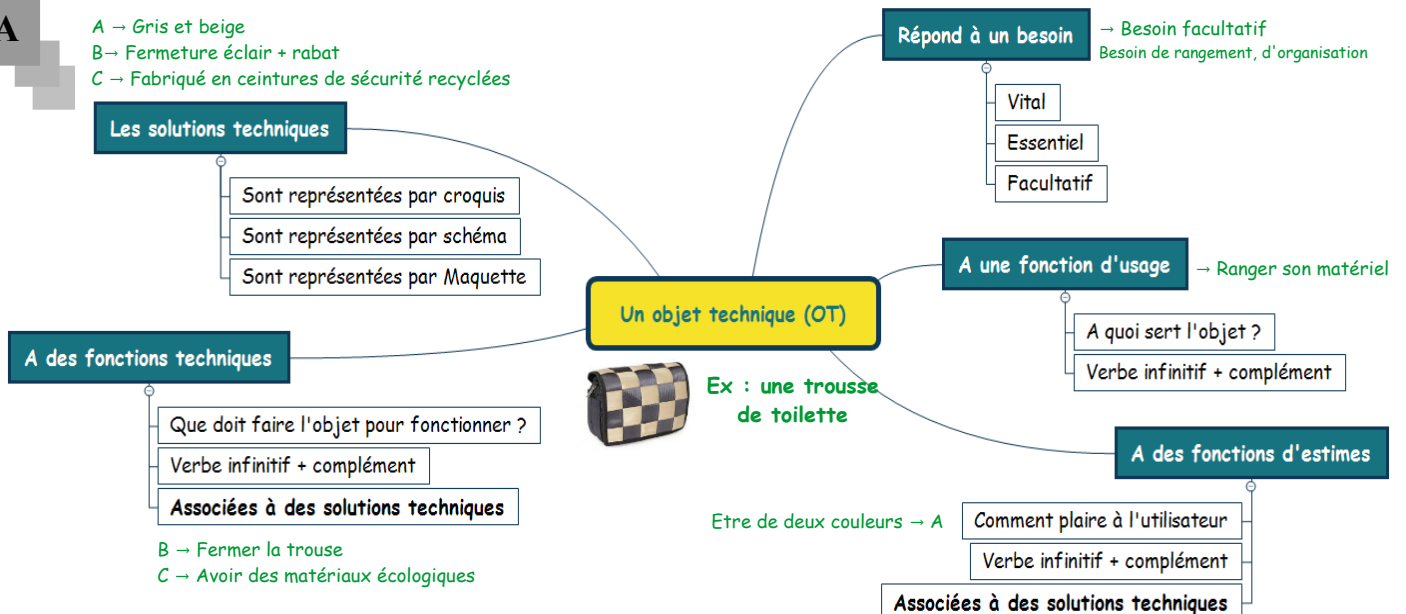 A
A → Gris et beige
B→ Fermeture éclair + rabat
C → Fabriqué en ceintures de sécurité recyclées
Les solutions techniques
Sont représentées par croquis
Sont représentées par schéma
Sont représentées par Maquette
Répond à un besoin
→ Besoin facultatif
Besoin de rangement, d'organisation
Vital
Essentiel
Facultatif
A une fonction d'usage
→ Ranger son matériel
A quoi sert l'objet ?
Verbe infinitif + complément
Un objet technique (OT)
Ex : une trousse
de toilette
A des fonctions techniques
Que doit faire l'objet pour fonctionner ?
Verbe infinitif + complément
Associées à des solutions techniques
B → Fermer la trouse
C → Avoir des matériaux écologiques
A des fonctions d'estimes
Etre de deux couleurs → A
Comment plaire à l'utilisateur
Verbe infinitif + complément
Associées à des solutions techniques